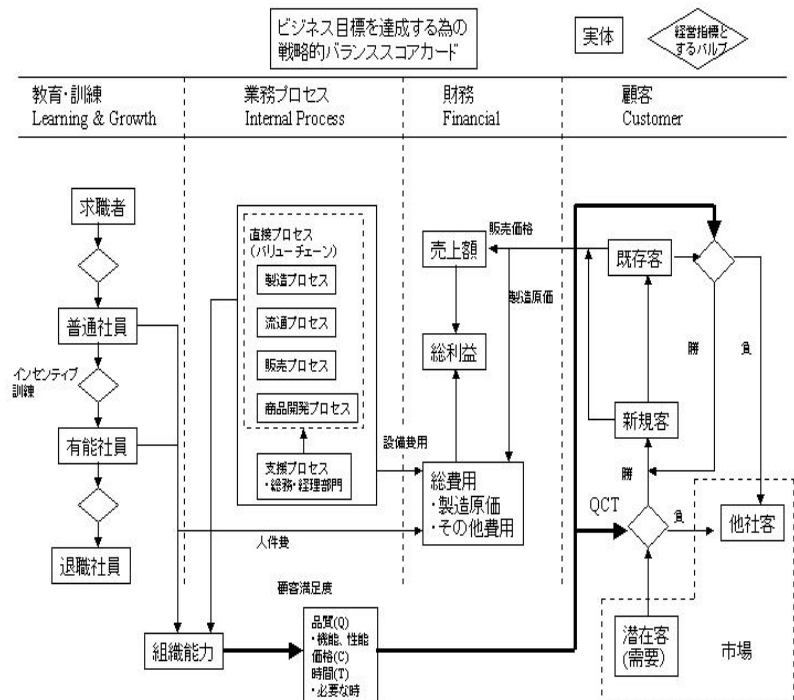 ビジネス目標を達成する為の
戦略的バランススコアカード
実体
経営指標と
するバルブ
教育・訓練
Learning & Growth
業務プロセス
Internal Process
財務
Financial
顧客
Customer
求職者
普通社員
インセンティブ
訓練
有能社員
退職社員
直接プロセス
(バリューチェーン)
製造プロセス
流通プロセス
販売プロセス
商品開発プロセス
支援プロセス
・総務・経理部門
設備費用
人件費
売上額
販売価格
製造原価
総利益
総費用
・製造原価
・その他費用
既存客
勝
負
新規客
勝
QCT
負
他社客
潜在客
(需要)
市場
組織能力
顧客満足度
品質(Q)
・機能、性能
価格(C)
時間(T)
・必要な時